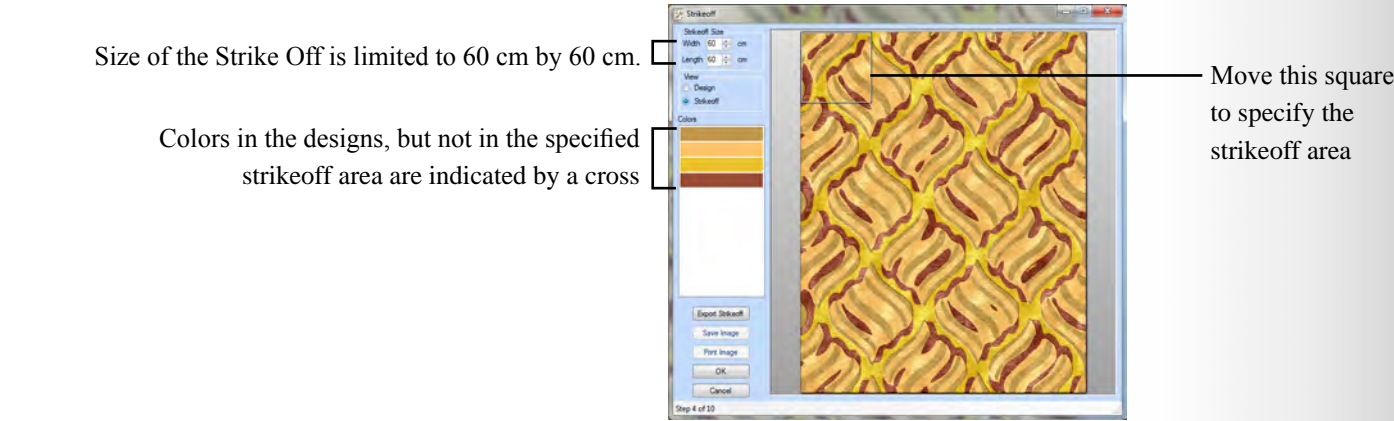 Strikeoff
Size of the Strike Off is limited to 60 cm by 60 cm.
Strikeoff Size
Width 60 cm
Length 60 cm
View
Design
Strikeoff
Colors
Colors in the designs, but not in the specified
strikeoff area are indicated by a cross
Move this square
to specify the
strikeoff area
Export Strikeoff
Save Image
Print Image
OK
Cancel
Step 4 of 10